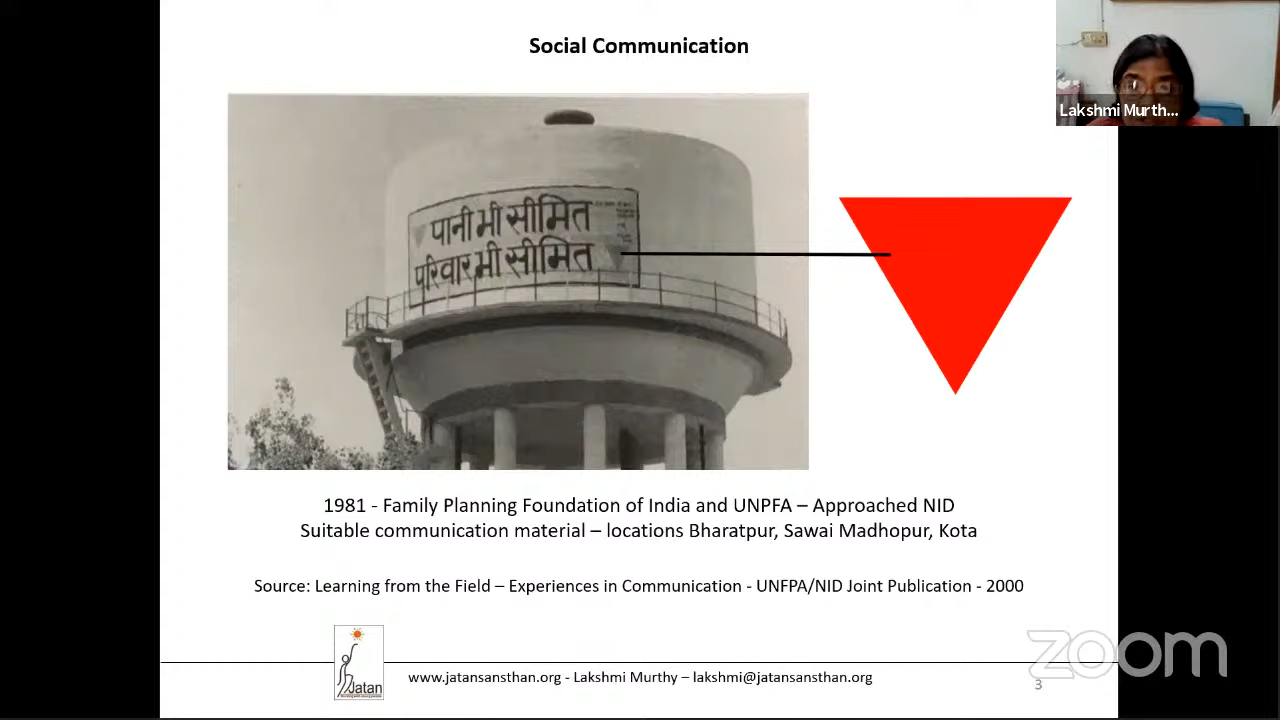 Social Communication
Lakshmi Murth...
पानी भी सीमित
परिवार भी सीमित
1981 - Family Planning Foundation of India and UNPFA – Approached NID
Suitable communication material – locations Bharatpur, Sawai Madhopur, Kota
Source: Learning from the Field – Experiences in Communication - UNFPA/NID Joint Publication - 2000
Jatan
www.jatansansthan.org - Lakshmi Murthy – lakshmi@jatansansthan.org
3
zoom